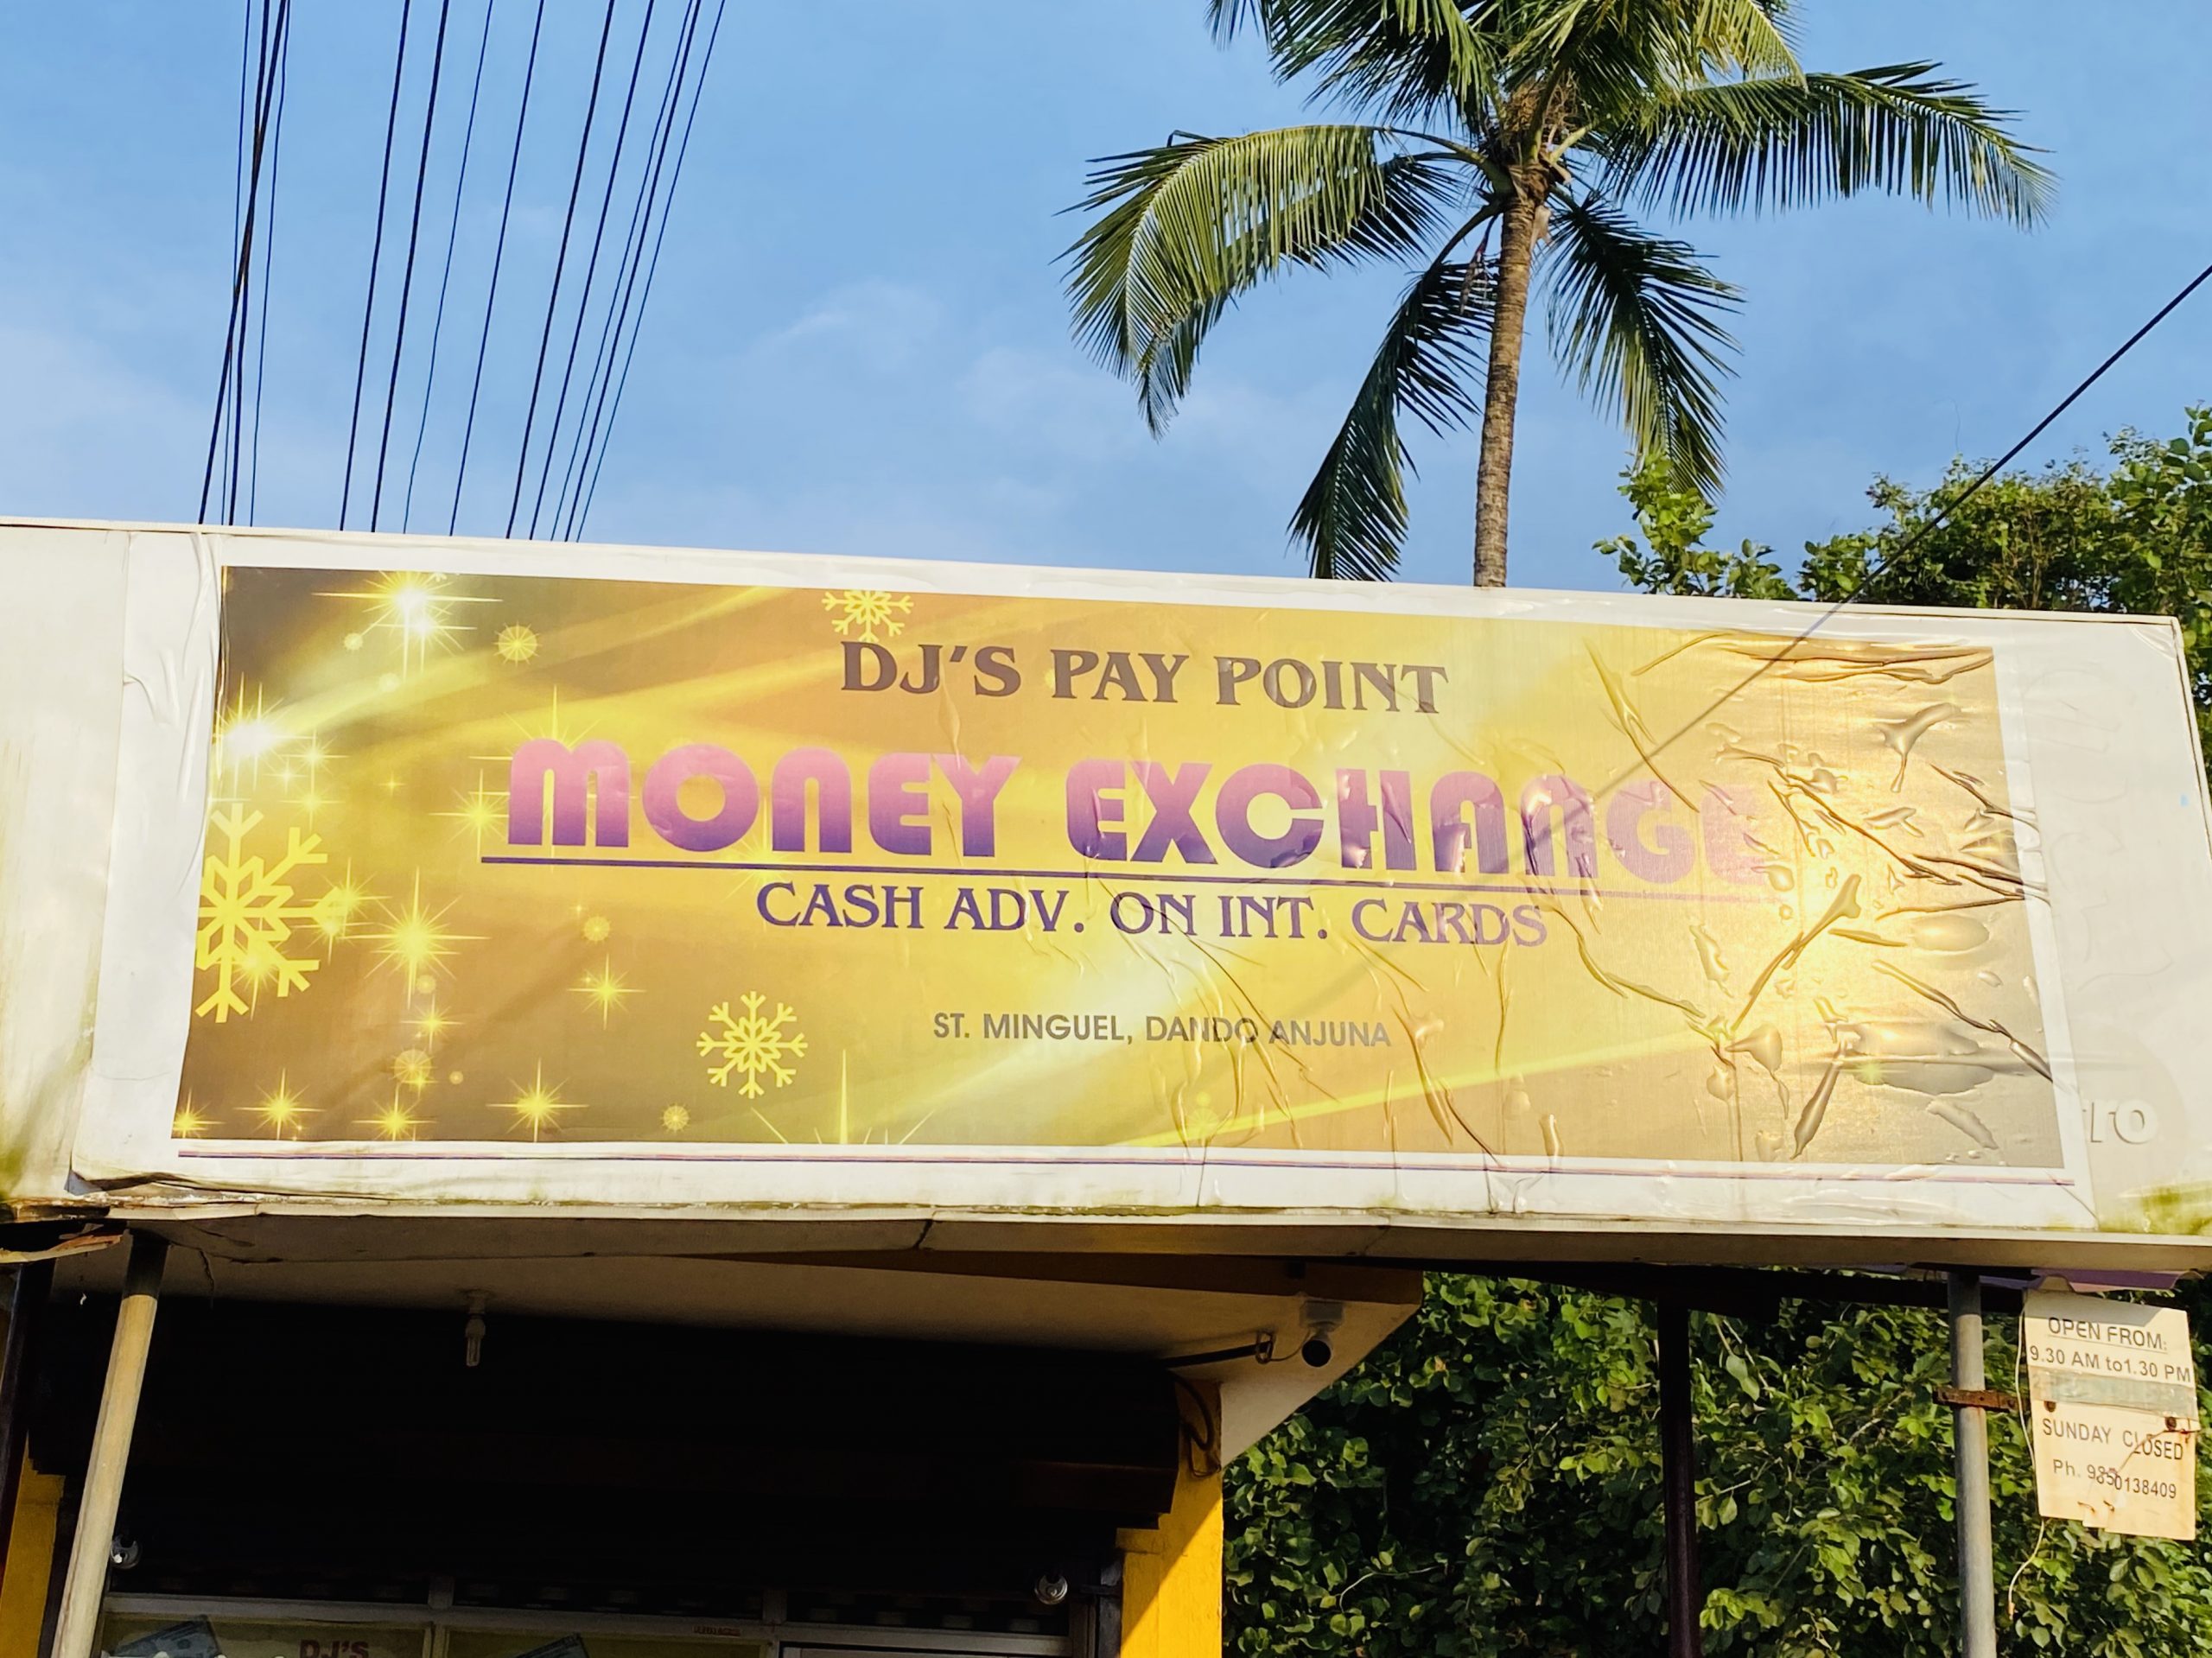 DJ'S PAY POINT
MONEY EXCHANGE
CASH ADV. ON INT. CARDS
ST. MINGUEL, DANDO ANJUNA
OPEN FROM:
9.30 AM to1.30 PM
SUNDAY CLOSED
Ph.
DJ'S